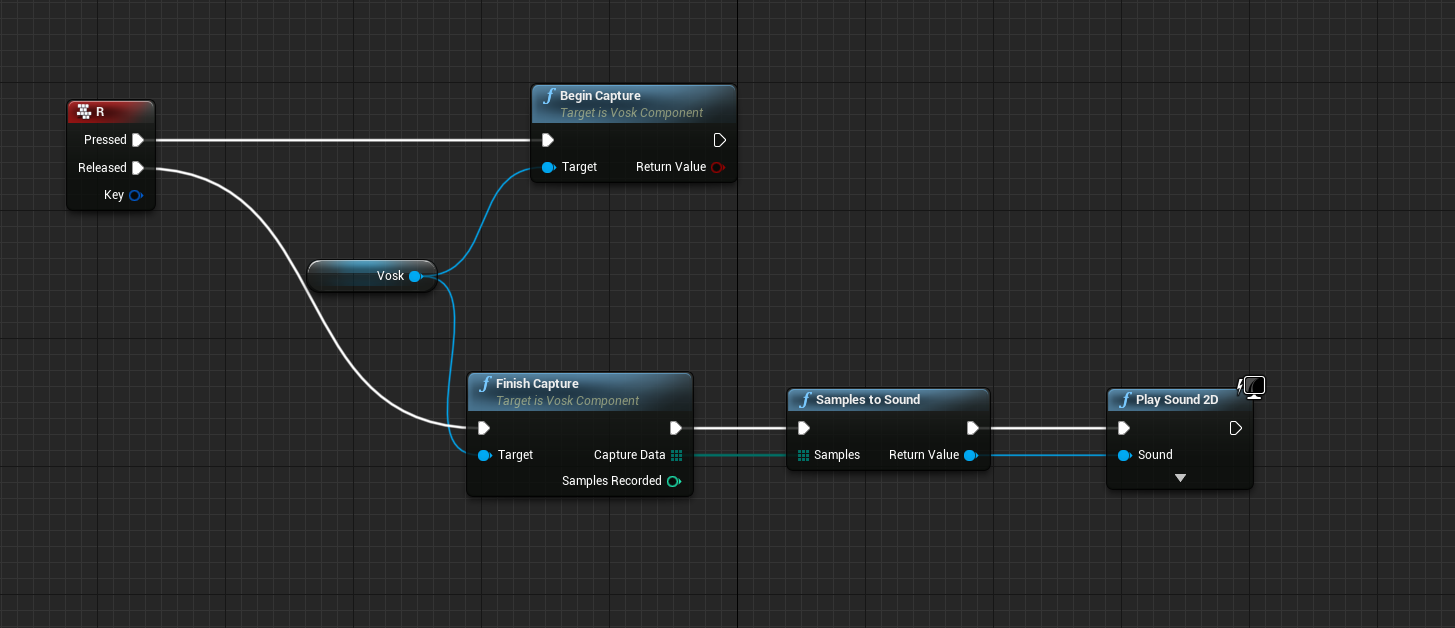 R
Pressed
Released
Key
Begin Capture
Target is Vosk Component
Target
Return Value
Vosk
Finish Capture
Target is Vosk Component
Target
Capture Data
Samples Recorded
Samples to Sound
Samples
Return Value
Play Sound 2D
Sound